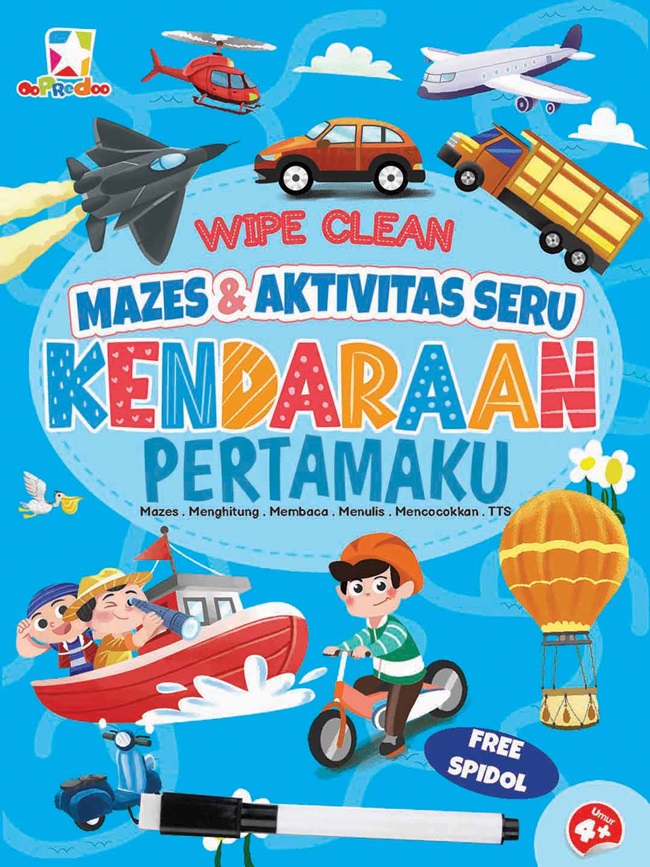 ooPRedoo
WIPE CLEAN
MAZES & AKTIVITAS SERU
KENDARAAN
PERTAMAKU
Mazes . Menghitung . Membaca . Menulis . Mencocokkan . TTS
FREE
SPIDOL
Umur
4+